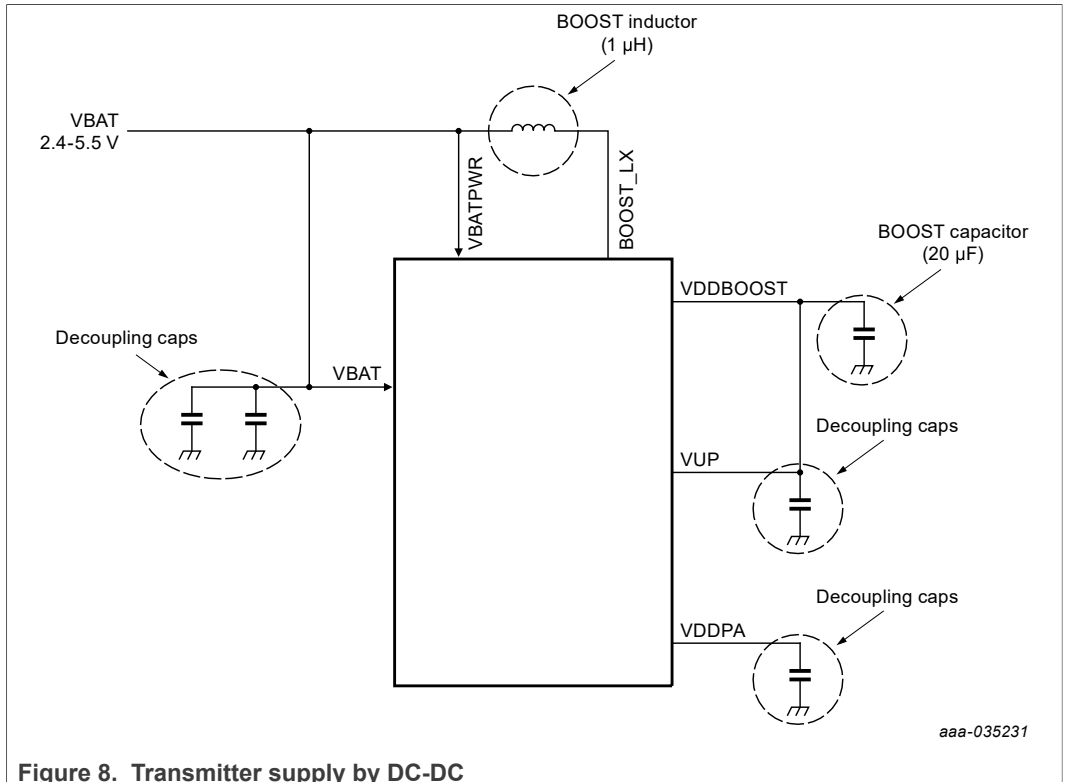 BOOST inductor
(1 µH)
VBAT
2.4-5.5 V
VBATPWR
BOOST_LX
BOOST capacitor
(20 µF)
VDDBOOST
Decoupling caps
VBAT
Decoupling caps
VUP
Decoupling caps
VDDPA
aaa-035231
Figure 8. Transmitter supply by DC-DC